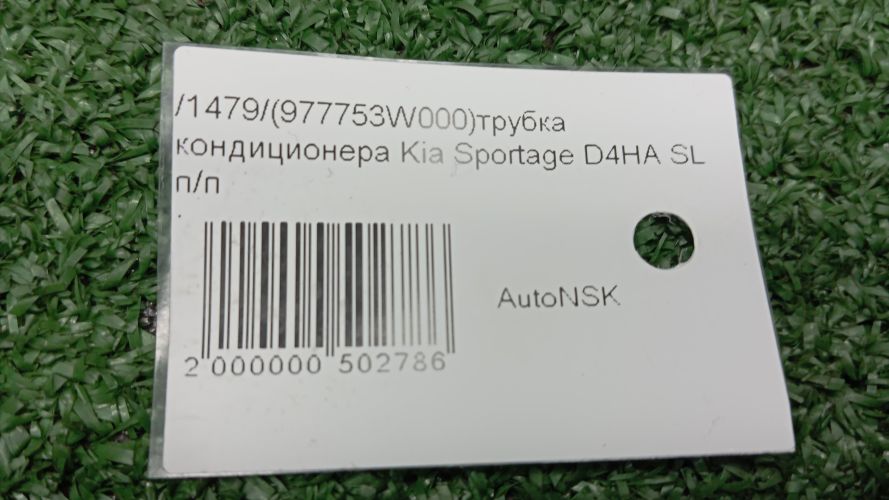 /1479/(977753W000)трубка
кондиционера Kia Sportage D4HA SL
п/п
AutoNSK
2 000000 502786